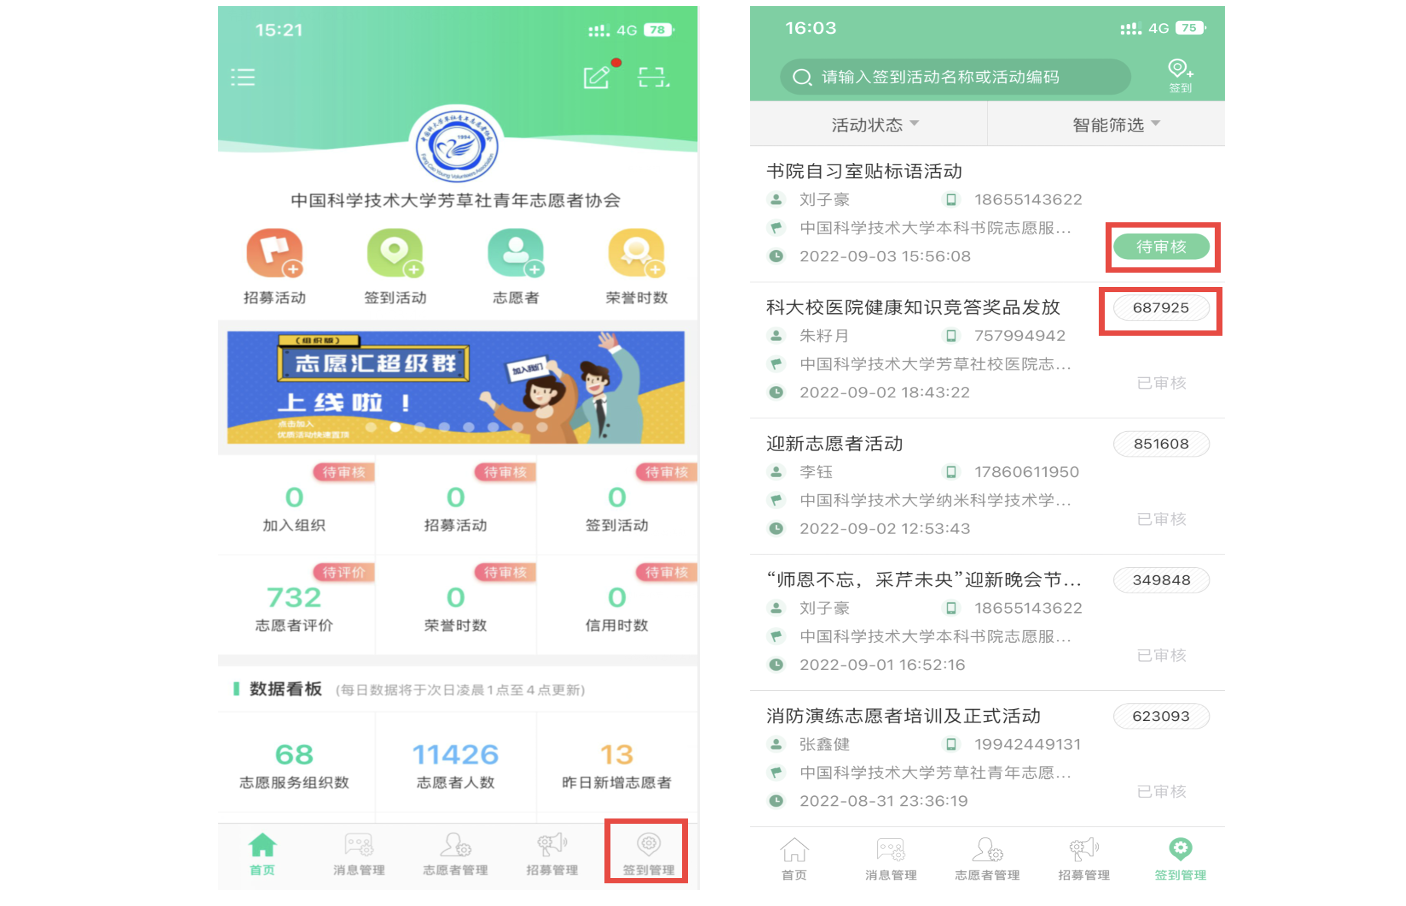 15:21
4G 78
1994
中国科学技术大学芳草社青年志愿者协会
招募活动 签到活动 志愿者 荣誉时数
(组织版)
志愿汇超级群
加入我们
上线啦！
点击加入
待审核 待审核 待审核
0 0 0
加入组织 招募活动 签到活动
待评价 待审核 待审核
732 0 0
志愿者评价 荣誉时数 信用时数
数据看板 (每日数据将于次日凌晨1点至4点更新)
68 11426 13
志愿服务组织数 志愿者人数 昨日新增志愿者
首页 消息管理 志愿者管理 招募管理 签到管理
16:03
4G 75
请输入签到活动名称或活动编码
签到
活动状态 智能筛选
书院自习室贴标语活动
刘子豪 18655143622
中国科学技术大学本科书院志愿服...
待审核
2022-09-03 15:56:08
科大校医院健康知识竞答奖品发放 687925
朱籽月 757994942
中国科学技术大学芳草社校医院志...
已审核
2022-09-02 18:43:22
迎新志愿者活动 851608
李钰 17860611950
中国科学技术大学纳米科学技术学...
已审核
2022-09-02 12:53:43
“师恩不忘，采芹未央”迎新晚会节... 349848
刘子豪 18655143622
中国科学技术大学本科书院志愿服...
已审核
2022-09-01 16:52:16
消防演练志愿者培训及正式活动 623093
张鑫健 19942449131
中国科学技术大学芳草社青年志愿...
已审核
2022-08-31 23:36:19
首页 消息管理 志愿者管理 招募管理 签到管理